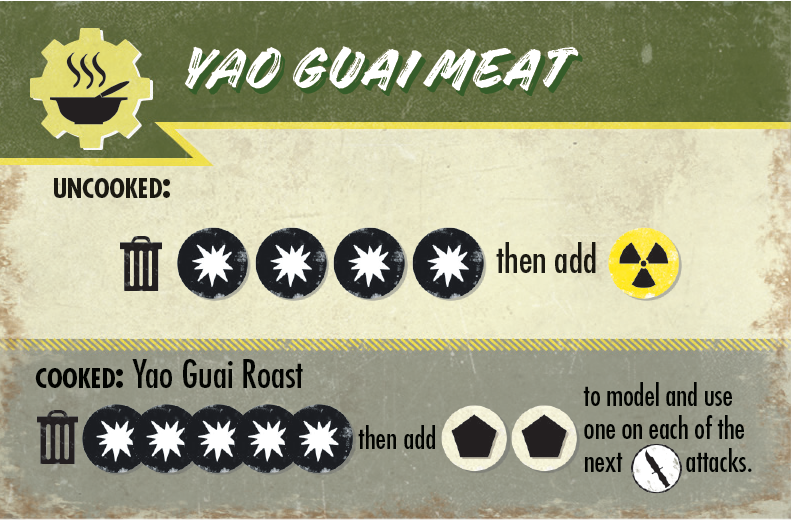 YAO GUAI MEAT
UNCOOKED:
then add
COOKED: Yao Guai Roast
then add
to model and use
one on each of the
next attacks.